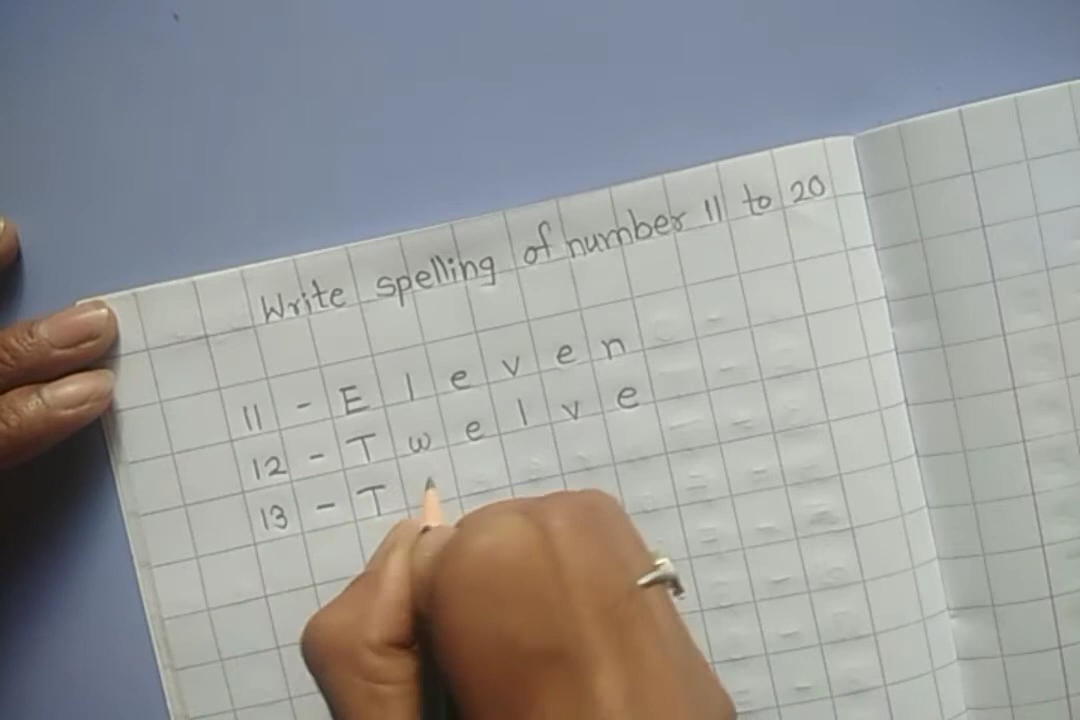 Write spelling of number 11 to 20
11 - Eleven
12 - Twelve
13 - T